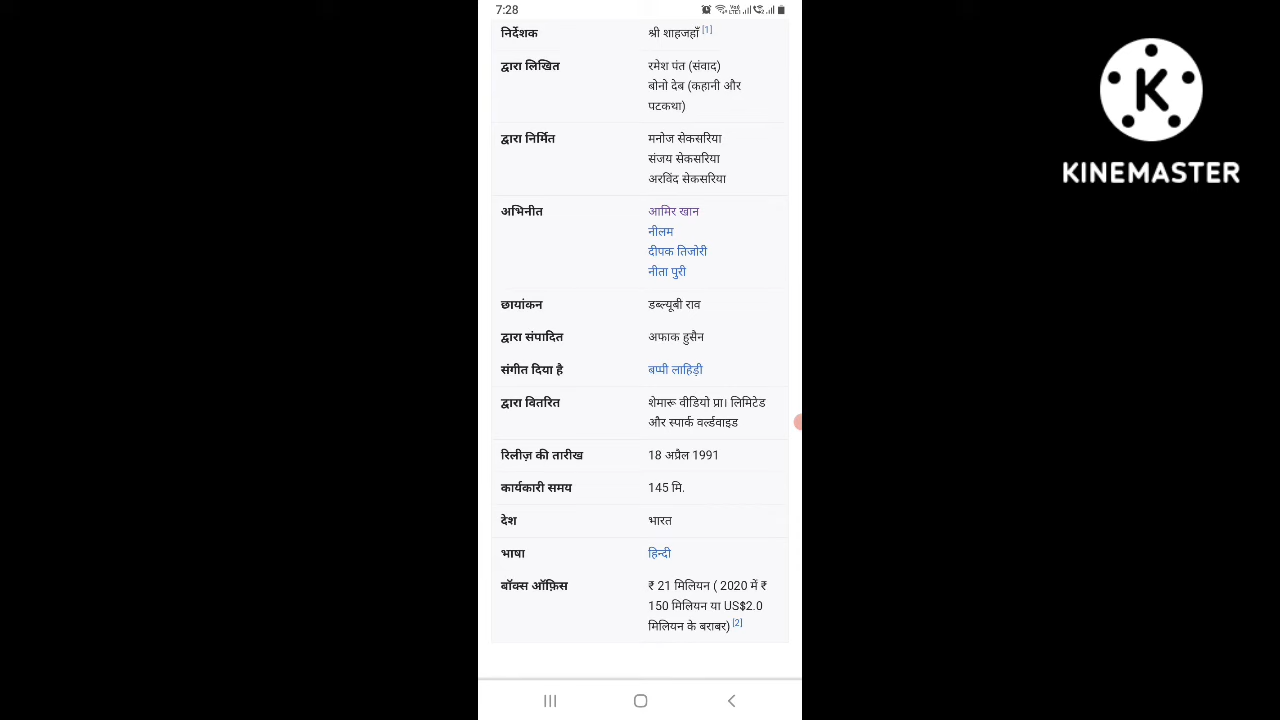 7:28
निर्देशक श्री शाहजहाँ [1]
द्वारा लिखित रमेश पंत (संवाद)
बोनो देब (कहानी और
पटकथा)
द्वारा निर्मित मनोज सेकसरिया
संजय सेकसरिया
अरविंद सेकसरिया
अभिनीत आमिर खान
नीलम
दीपक तिजोरी
नीता पुरी
छायांकन डब्ल्यूबी राव
द्वारा संपादित अफाक हुसैन
संगीत दिया है बप्पी लाहिड़ी
द्वारा वितरित शेमारू वीडियो प्रा। लिमिटेड
और स्पार्क वर्ल्डवाइड
रिलीज़ की तारीख 18 अप्रैल 1991
कार्यकारी समय 145 मि.
देश भारत
भाषा हिन्दी
बॉक्स ऑफ़िस ₹ 21 मिलियन ( 2020 में ₹
150 मिलियन या US$2.0
मिलियन के बराबर) [2]
K
KINEMASTER